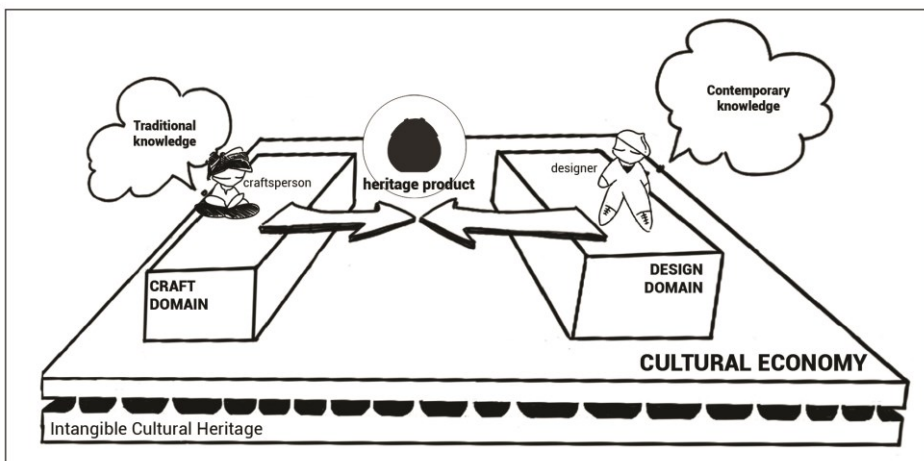 Traditional
knowledge
craftsperson
heritage product
designer
Contemporary
knowledge
CRAFT
DOMAIN
DESIGN
DOMAIN
CULTURAL ECONOMY
Intangible Cultural Heritage